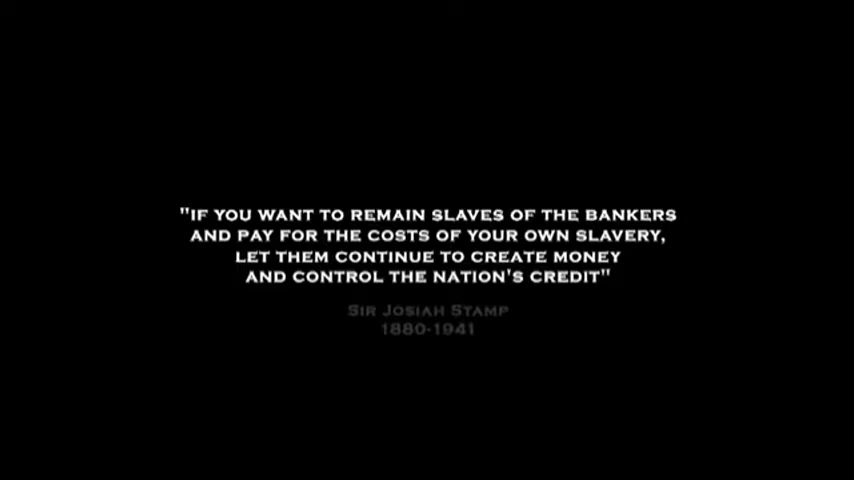 "IF YOU WANT TO REMAIN SLAVES OF THE BANKERS
AND PAY FOR THE COSTS OF YOUR OWN SLAVERY,
LET THEM CONTINUE TO CREATE MONEY
AND CONTROL THE NATION'S CREDIT"
SIR JOSIAH STAMP
1880-1941